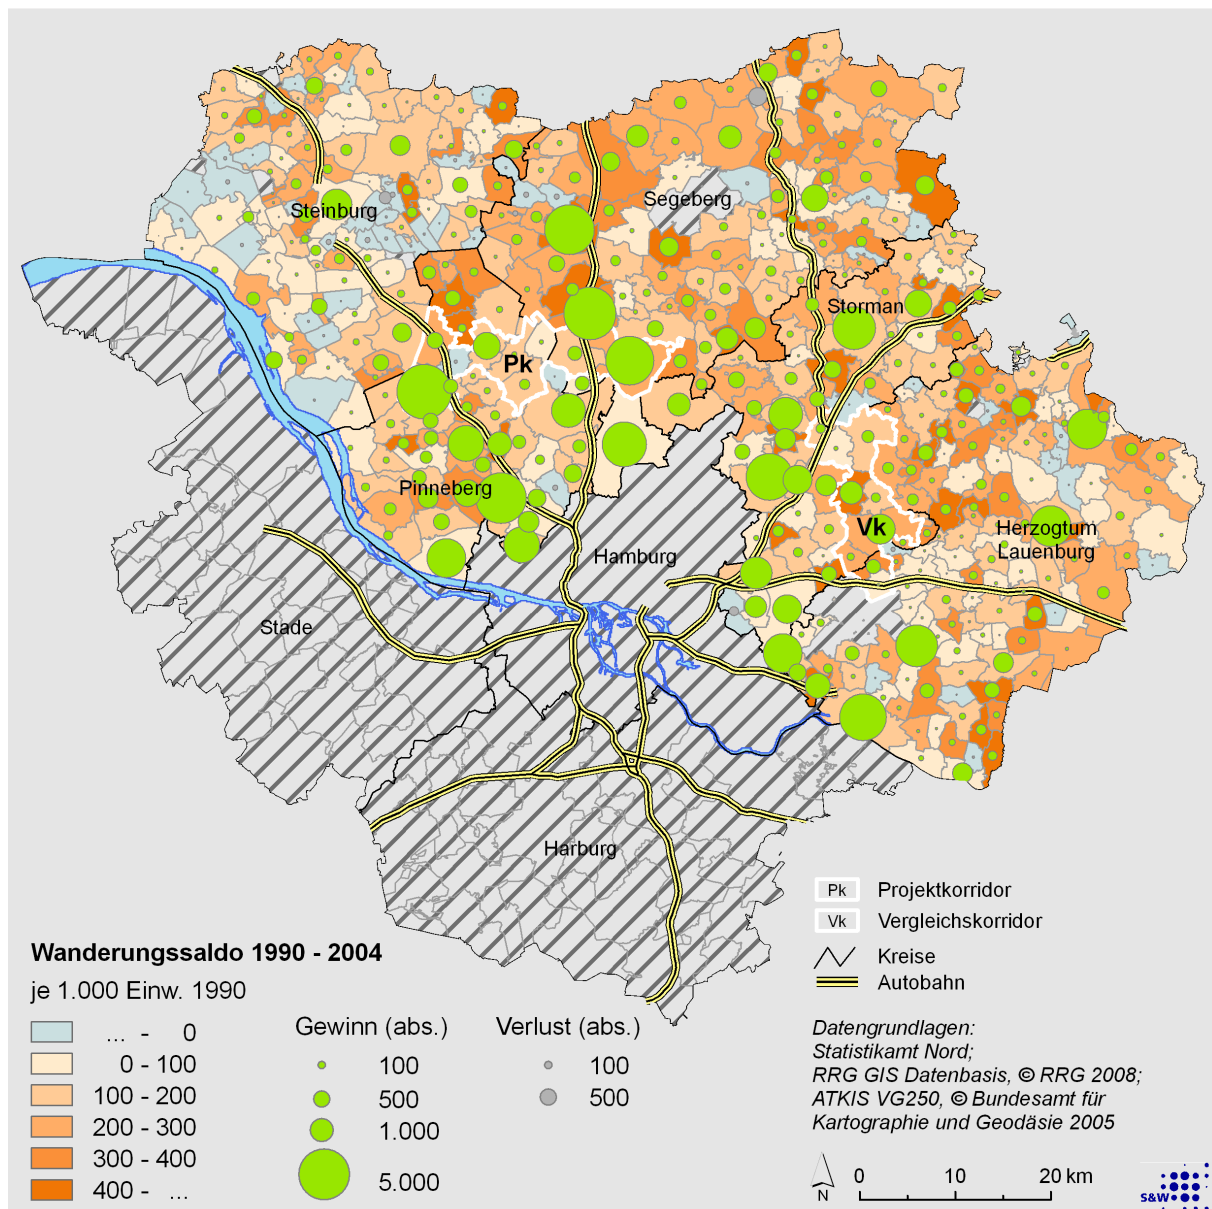 Steinburg
Segeberg
Storman
Pk
Pinneberg
Vk
Herzogtum
Lauenburg
Hamburg
Stade
Harburg
Pk Projektkorridor
Vk Vergleichskorridor
Kreise
Autobahn
Wanderungssaldo 1990 - 2004
je 1.000 Einw. 1990
... - 0
0 - 100
100 - 200
200 - 300
300 - 400
400 - ...
Gewinn (abs.)
100
500
1.000
5.000
Verlust (abs.)
100
500
Datengrundlagen:
Statistikamt Nord;
RRG GIS Datenbasis, © RRG 2008;
ATKIS VG250, © Bundesamt für
Kartographie und Geodäsie 2005
N
0 10 20 km
S&W